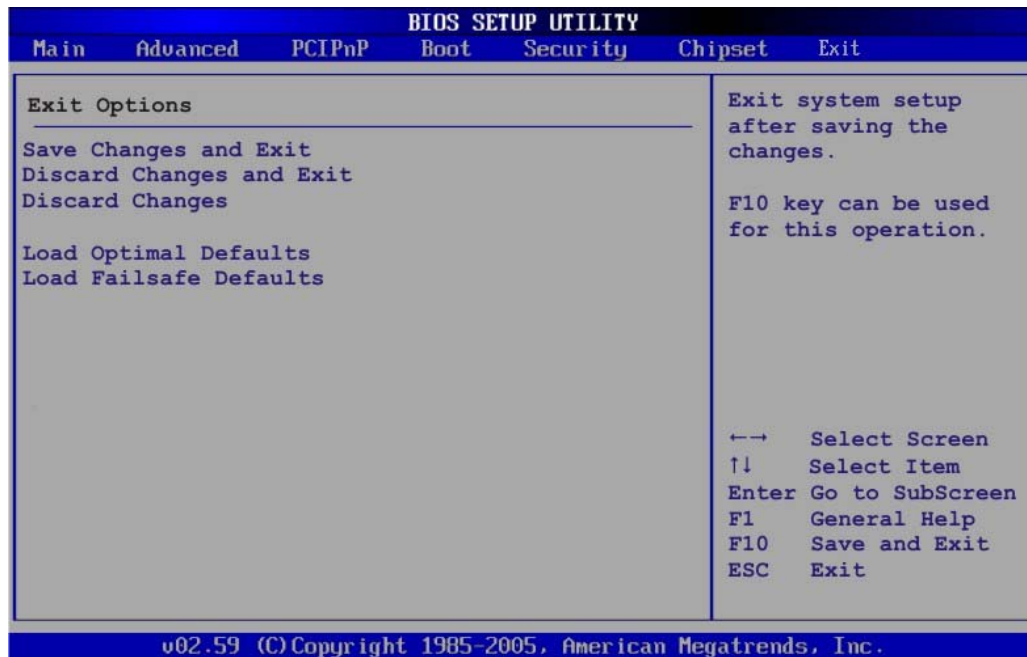 BIOS SETUP UTILITY
Main Advanced PCIPnP Boot Security Chipset Exit
Exit Options
Save Changes and Exit
Discard Changes and Exit
Discard Changes
Load Optimal Defaults
Load Failsafe Defaults
Exit system setup
after saving the
changes.
F10 key can be used
for this operation.
←→ Select Screen
↑↓ Select Item
Enter Go to SubScreen
F1 General Help
F10 Save and Exit
ESC Exit
v02.59 (C)Copyright 1985-2005, American Megatrends, Inc.